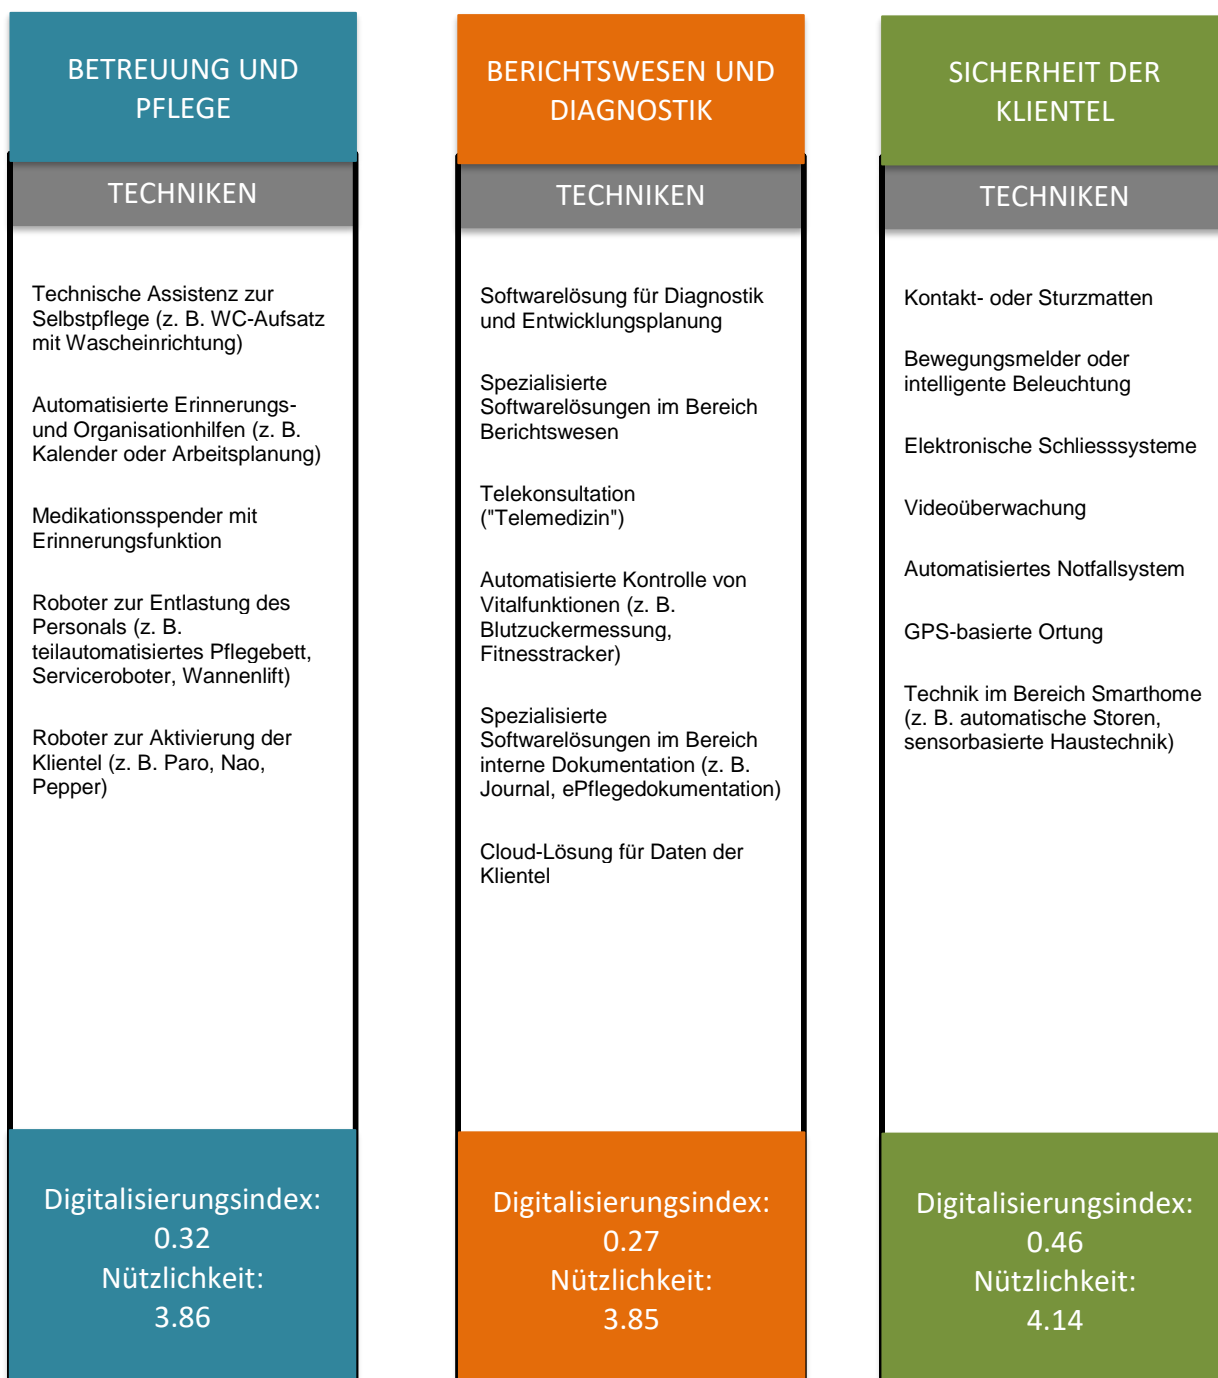 BETREUUNG UND
PFLEGE
TECHNIKEN
Technische Assistenz zur
Selbstpflege (z. B. WC-Aufsatz
mit Wascheinrichtung)
Automatisierte Erinnerungs-
und Organisationhilfen (z. B.
Kalender oder Arbeitsplanung)
Medikationsspender mit
Erinnerungsfunktion
Roboter zur Entlastung des
Personals (z. B.
teilautomatisiertes Pflegebett,
Serviceroboter, Wannenlift)
Roboter zur Aktivierung der
Klientel (z. B. Paro, Nao,
Pepper)
Digitalisierungsindex:
0.32
Nützlichkeit:
3.86
BERICHTSWESEN UND
DIAGNOSTIK
TECHNIKEN
Softwarelösung für Diagnostik
und Entwicklungsplanung
Spezialisierte
Softwarelösungen im Bereich
Berichtswesen
Telekonsultation
("Telemedizin")
Automatisierte Kontrolle von
Vitalfunktionen (z. B.
Blutzuckermessung,
Fitnesstracker)
Spezialisierte
Softwarelösungen im Bereich
interne Dokumentation (z. B.
Journal, ePflegedokumentation)
Cloud-Lösung für Daten der
Klientel
Digitalisierungsindex:
0.27
Nützlichkeit:
3.85
SICHERHEIT DER
KLIENTEL
TECHNIKEN
Kontakt- oder Sturzmatten
Bewegungsmelder oder
intelligente Beleuchtung
Elektronische Schliesssysteme
Videoüberwachung
Automatisiertes Notfallsystem
GPS-basierte Ortung
Technik im Bereich Smarthome
(z. B. automatische Storen,
sensorbasierte Haustechnik)
Digitalisierungsindex:
0.46
Nützlichkeit:
4.14